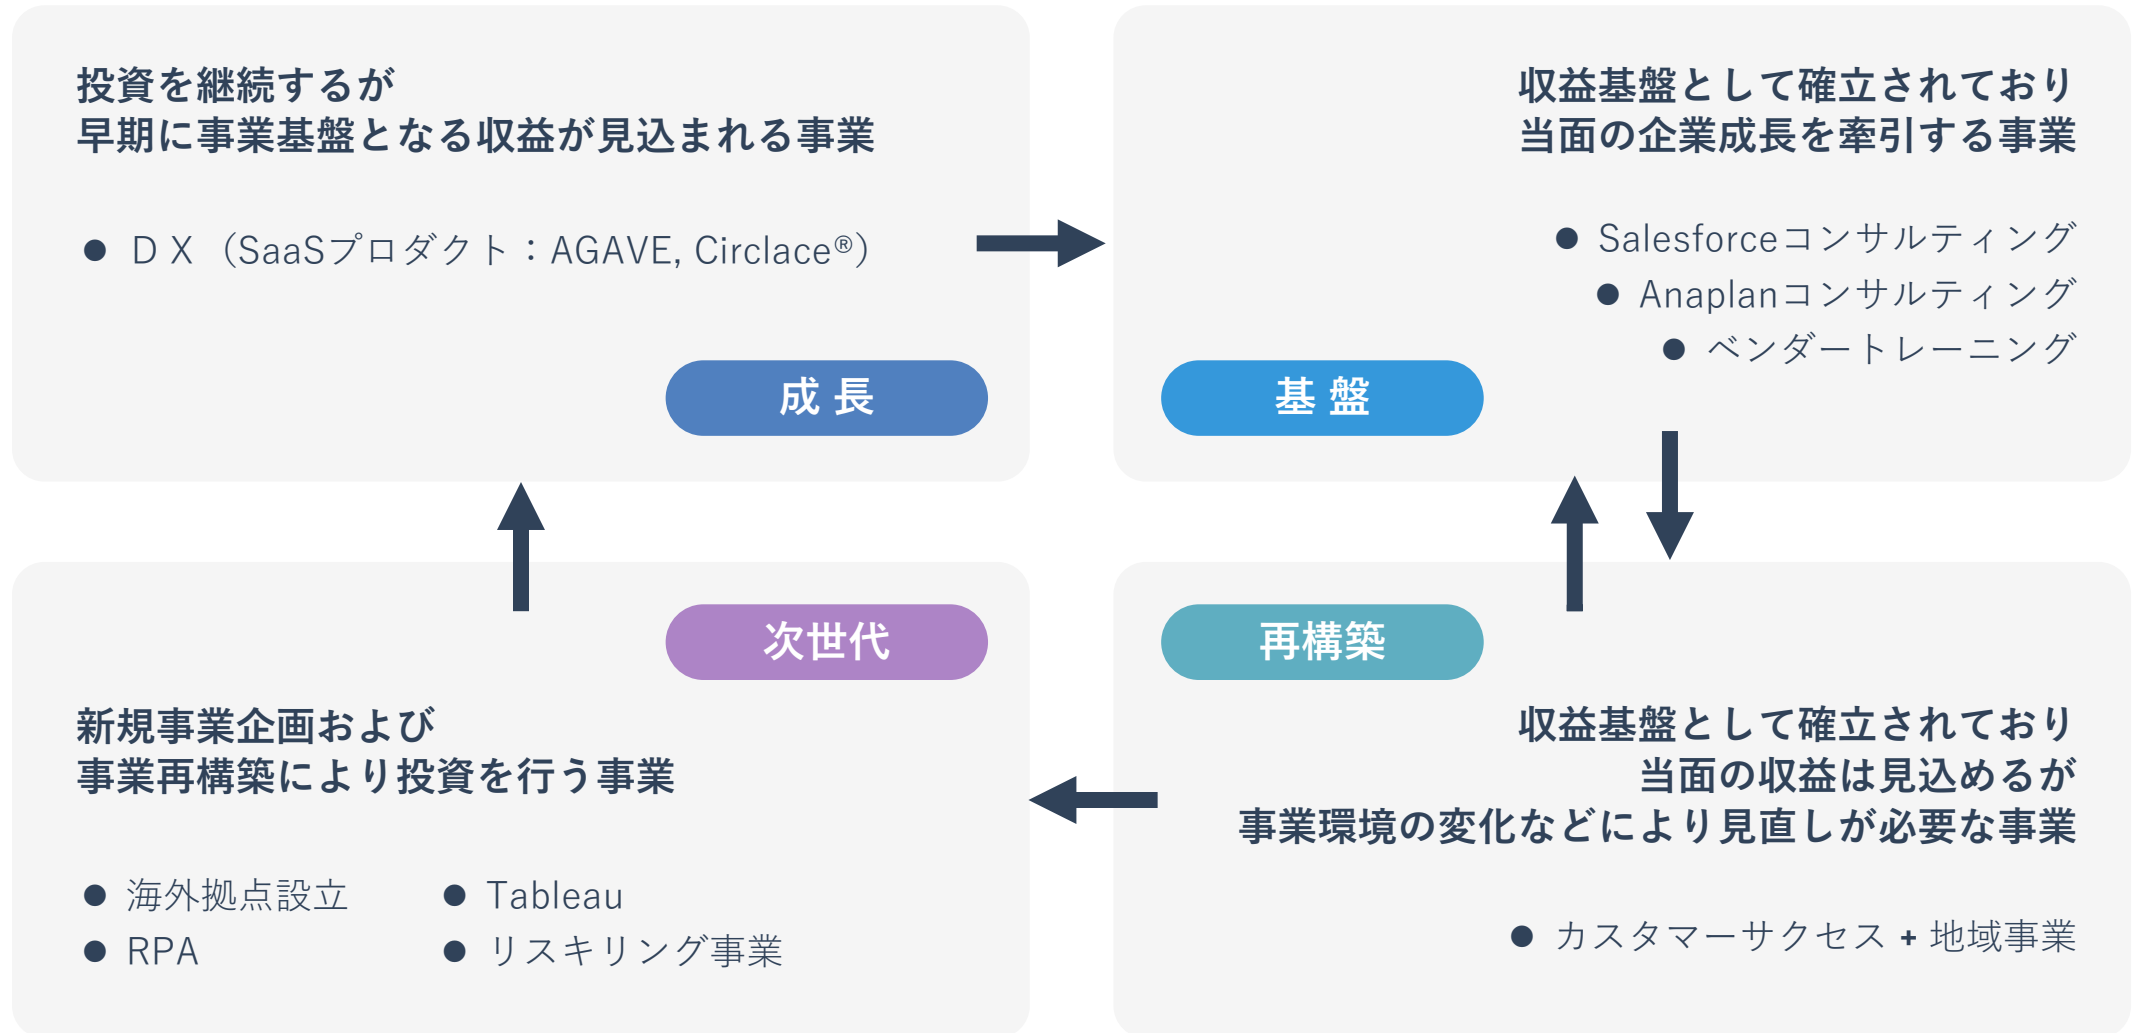 投資を継続するが
早期に事業基盤となる収益が見込まれる事業
● ＤＸ（SaaSプロダクト：AGAVE, Circlace®）
成 長
収益基盤として確立されており
当面の企業成長を牽引する事業
● Salesforceコンサルティング
● Anaplanコンサルティング
● ベンダートレーニング
基 盤
次世代
新規事業企画および
事業再構築により投資を行う事業
● 海外拠点設立
● RPA
● Tableau
● リスキリング事業
再構築
収益基盤として確立されており
当面の収益は見込めるが
事業環境の変化などにより見直しが必要な事業
● カスタマーサクセス + 地域事業